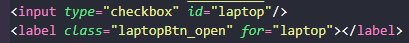 <input type="checkbox" id="laptop"/>
<label class="laptopBtn_open" for="laptop"></label>